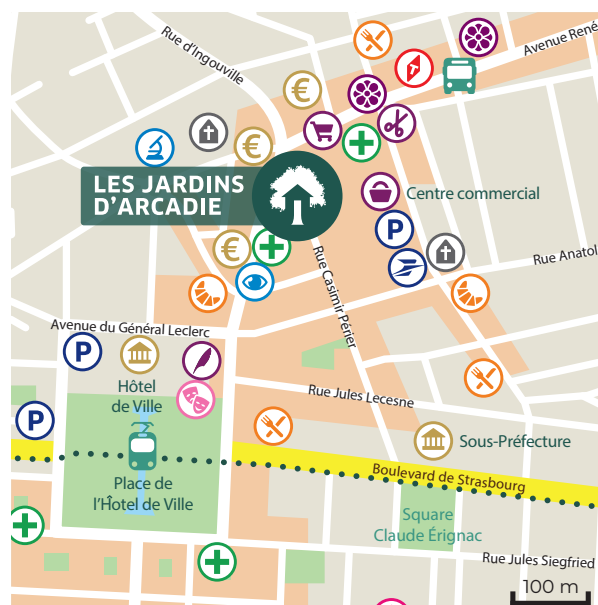 Rue d'Ingouville
Avenue René
€
T
€
LES JARDINS
D'ARCADIE
Centre commercial
P
€
Rue Casimir Périer
Rue Anatol
Avenue du Général Leclerc
P
Hôtel
de Ville
Rue Jules Lecesne
P
Sous-Préfecture
Boulevard de Strasbourg
Place de
l'Hôtel de Ville
Square
Claude Érignac
Rue Jules Siegfried
100 m